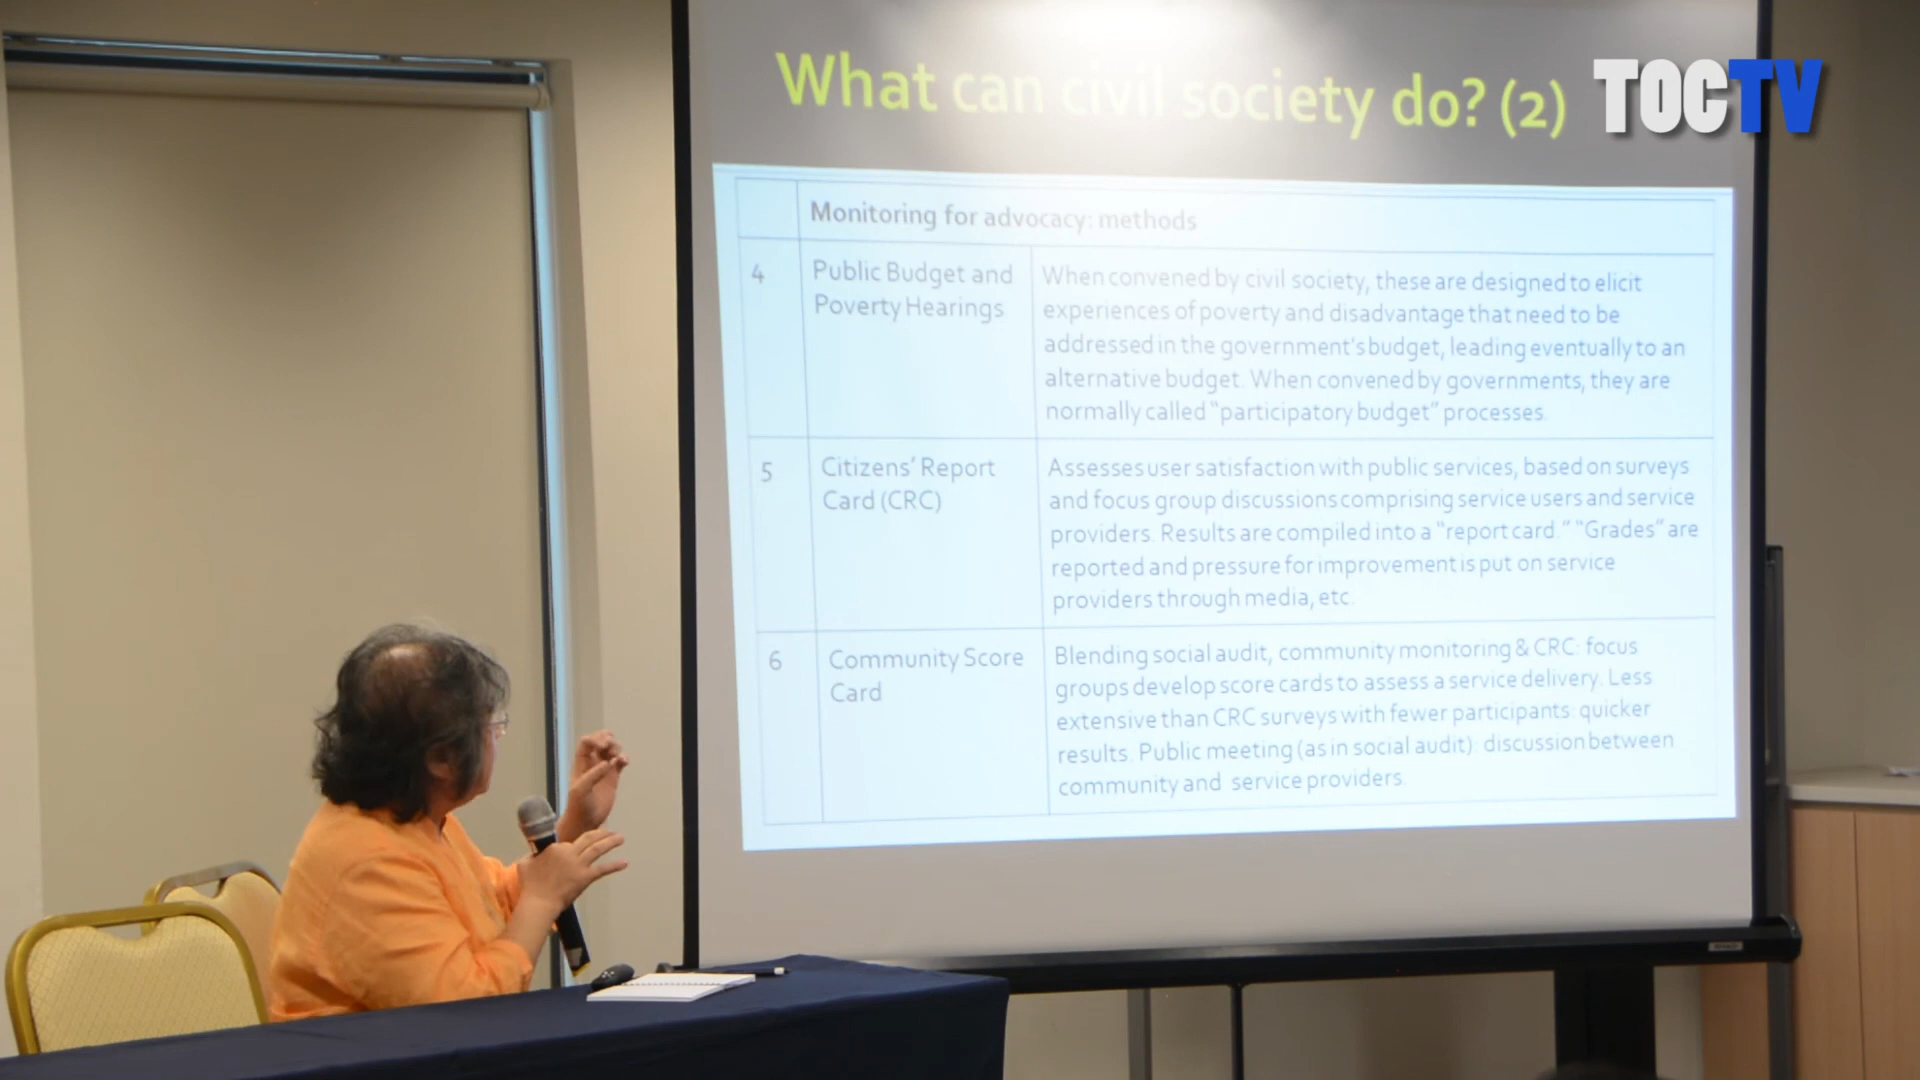 What can civil society do? (2)
TOCTV
Monitoring for advocacy: methods
4
Public Budget and
Poverty Hearings
When convened by civil society, these are designed to elicit
experiences of poverty and disadvantage that need to be
addressed in the government's budget, leading eventually to an
alternative budget. When convened by governments, they are
normally called "participatory budget" processes.
5
Citizens' Report
Card (CRC)
Assesses user satisfaction with public services, based on surveys
and focus group discussions comprising service users and service
providers. Results are compiled into a "report card." "Grades" are
reported and pressure for improvement is put on service
providers through media, etc.
6
Community Score
Card
Blending social audit, community monitoring & CRC: focus
groups develop score cards to assess a service delivery. Less
extensive than CRC surveys with fewer participants: quicker
results. Public meeting (as in social audit): discussion between
community and service providers.